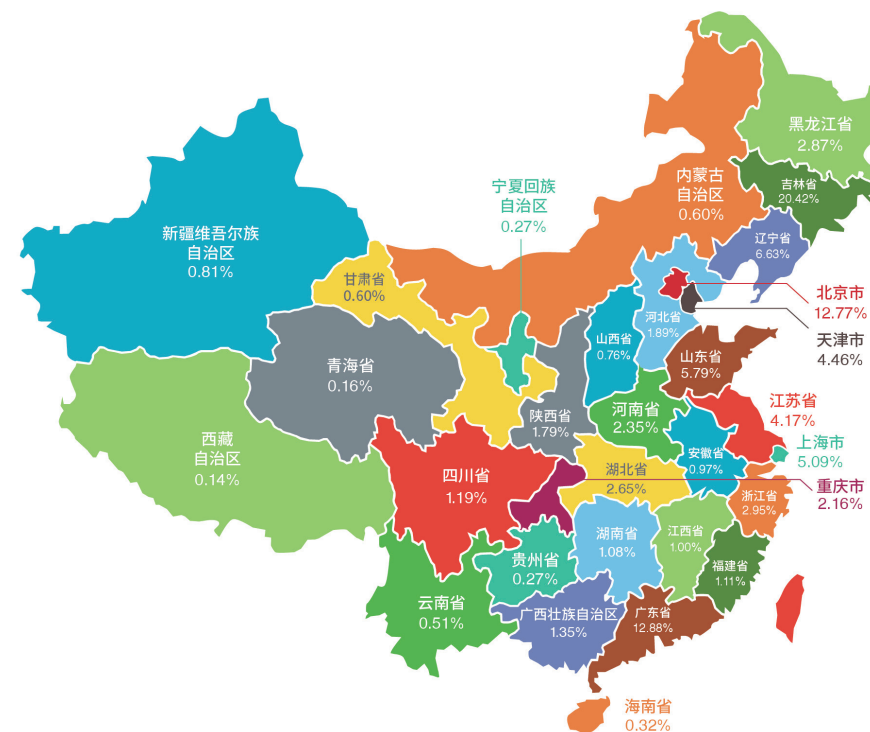 黑龙江省
2.87%
吉林省
20.42%
内蒙古
自治区
0.60%
宁夏回族
自治区
0.27%
新疆维吾尔族
自治区
0.81%
辽宁省
6.63%
甘肃省
0.60%
北京市
12.77%
河北省
1.89%
天津市
4.46%
山西省
0.76%
山东省
5.79%
青海省
0.16%
江苏省
4.17%
陕西省
1.79%
河南省
2.35%
上海市
5.09%
西藏
自治区
0.14%
安徽省
0.97%
四川省
1.19%
湖北省
2.65%
重庆市
2.16%
浙江省
2.95%
湖南省
1.08%
江西省
1.00%
贵州省
0.27%
福建省
1.11%
云南省
0.51%
广西壮族自治区
1.35%
广东省
12.88%
海南省
0.32%